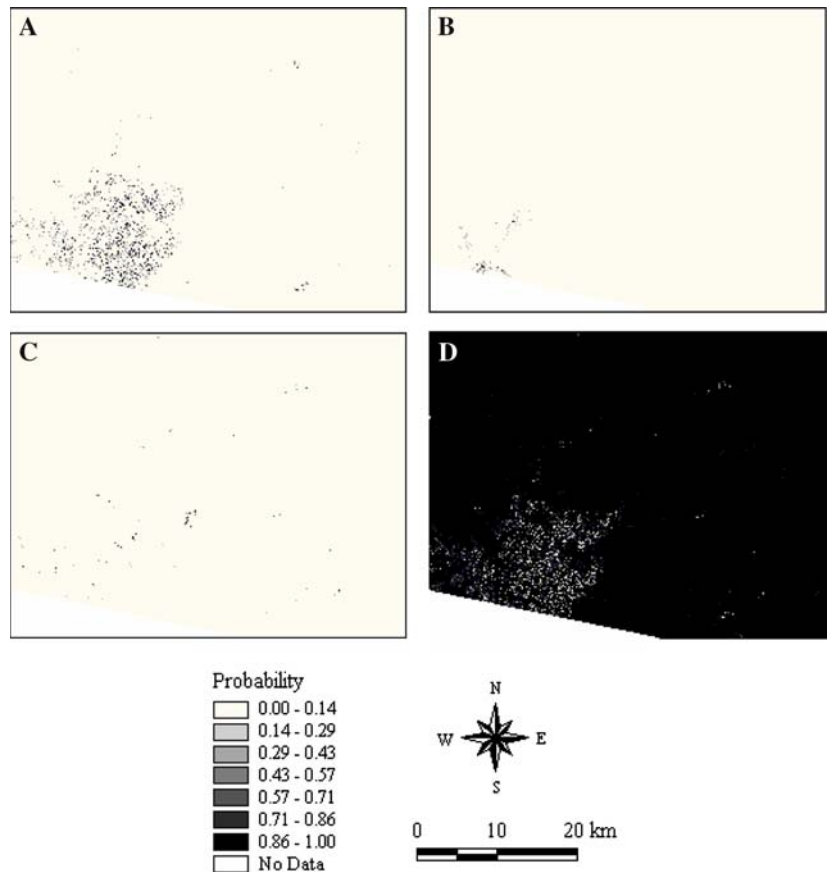 A
B
C
D
Probability
0.00 - 0.14
0.14 - 0.29
0.29 - 0.43
0.43 - 0.57
0.57 - 0.71
0.71 - 0.86
0.86 - 1.00
No Data
N
W E
S
0 10 20 km